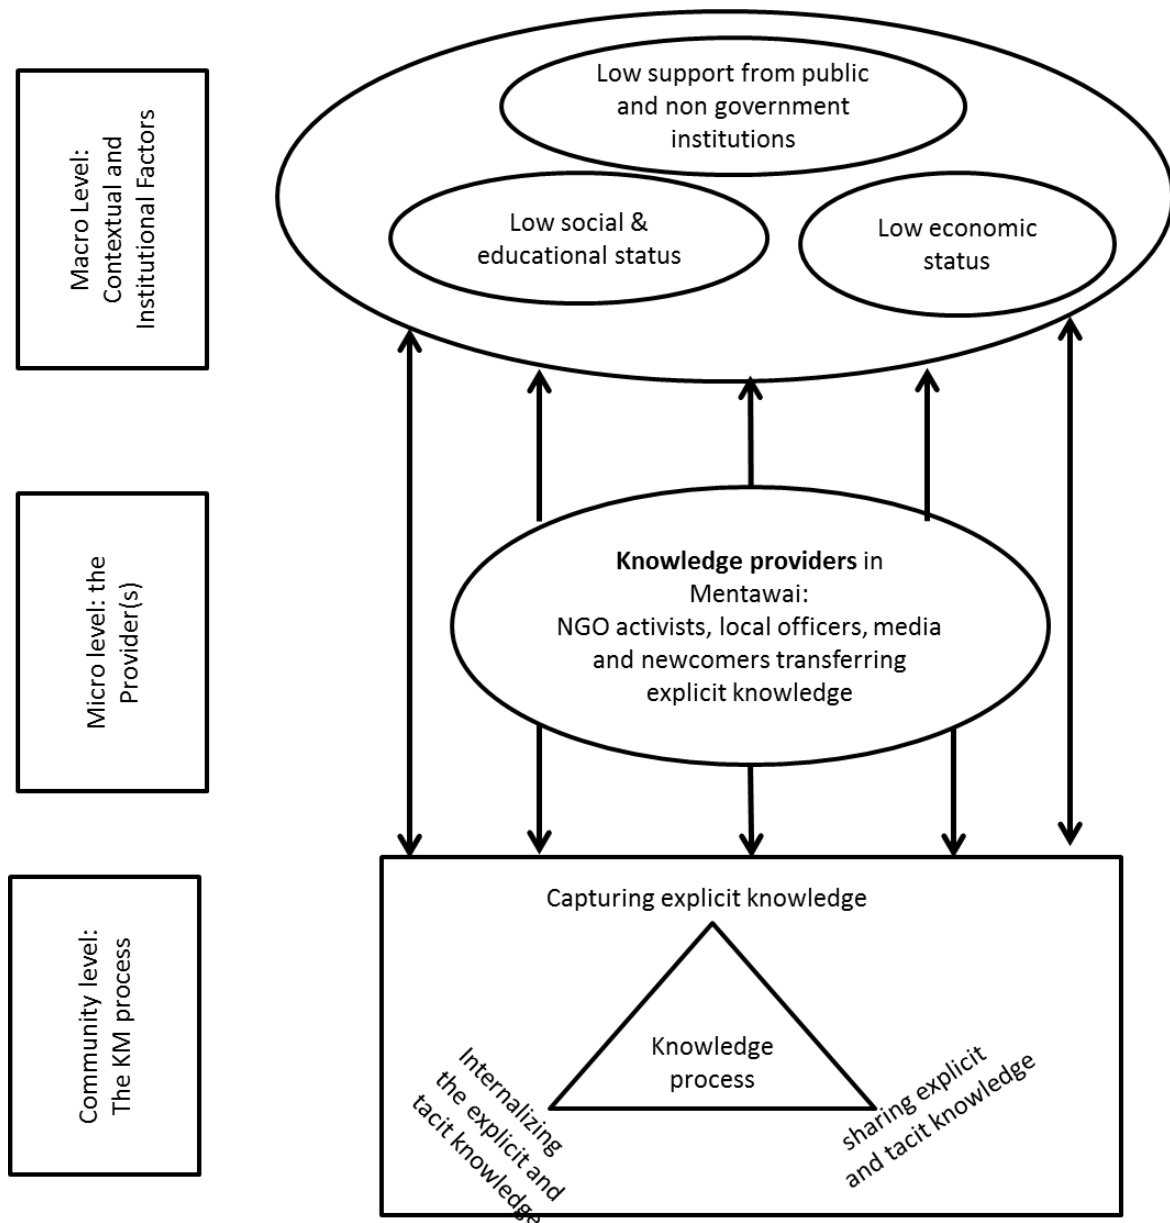 Macro Level:
Contextual and
Institutional Factors
Low support from public
and non government
institutions
Low social &
educational status
Low economic
status
Micro level: the
Provider(s)
Knowledge providers in
Mentawai:
NGO activists, local officers, media
and newcomers transferring
explicit knowledge
Community level:
The KM process
Capturing explicit knowledge
Knowledge
process
Internalizing
the explicit and
tacit knowledge
sharing explicit
and tacit knowledge